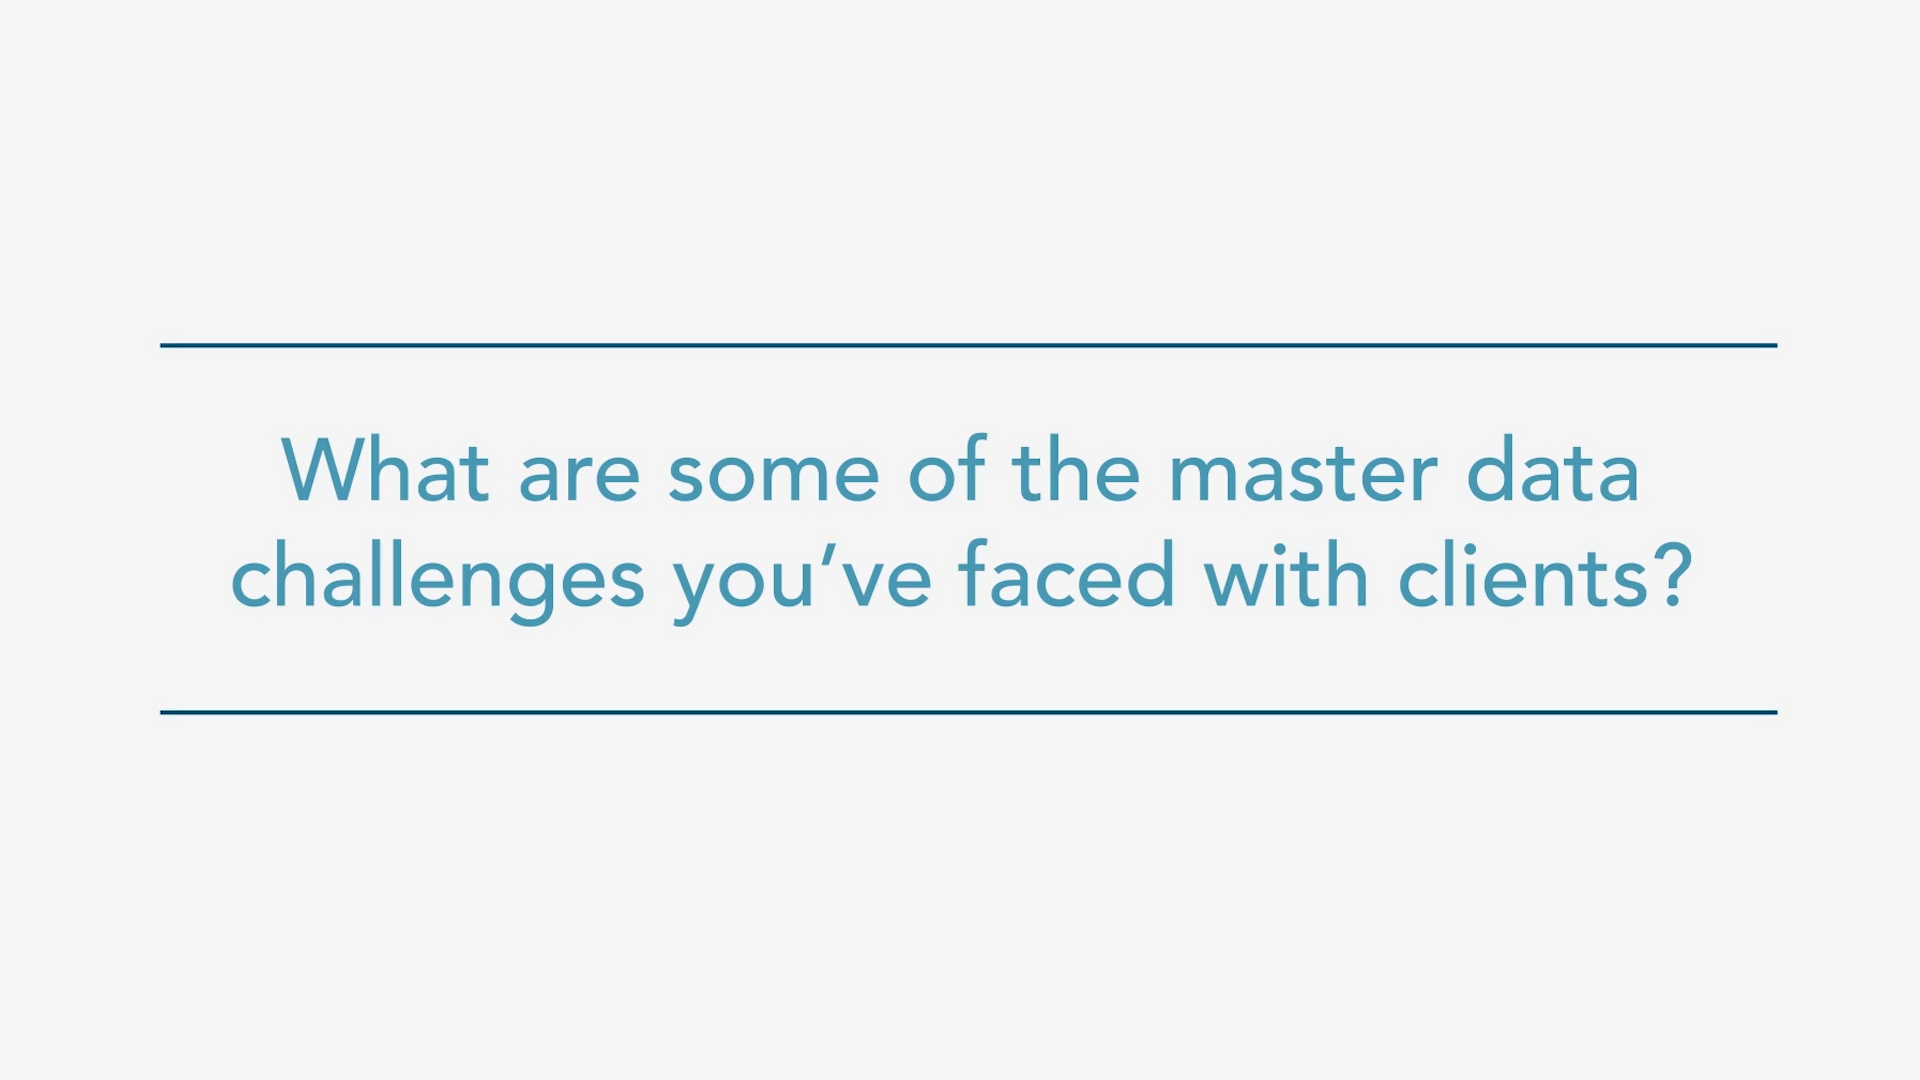 What are some of the master data
challenges you’ve faced with clients?